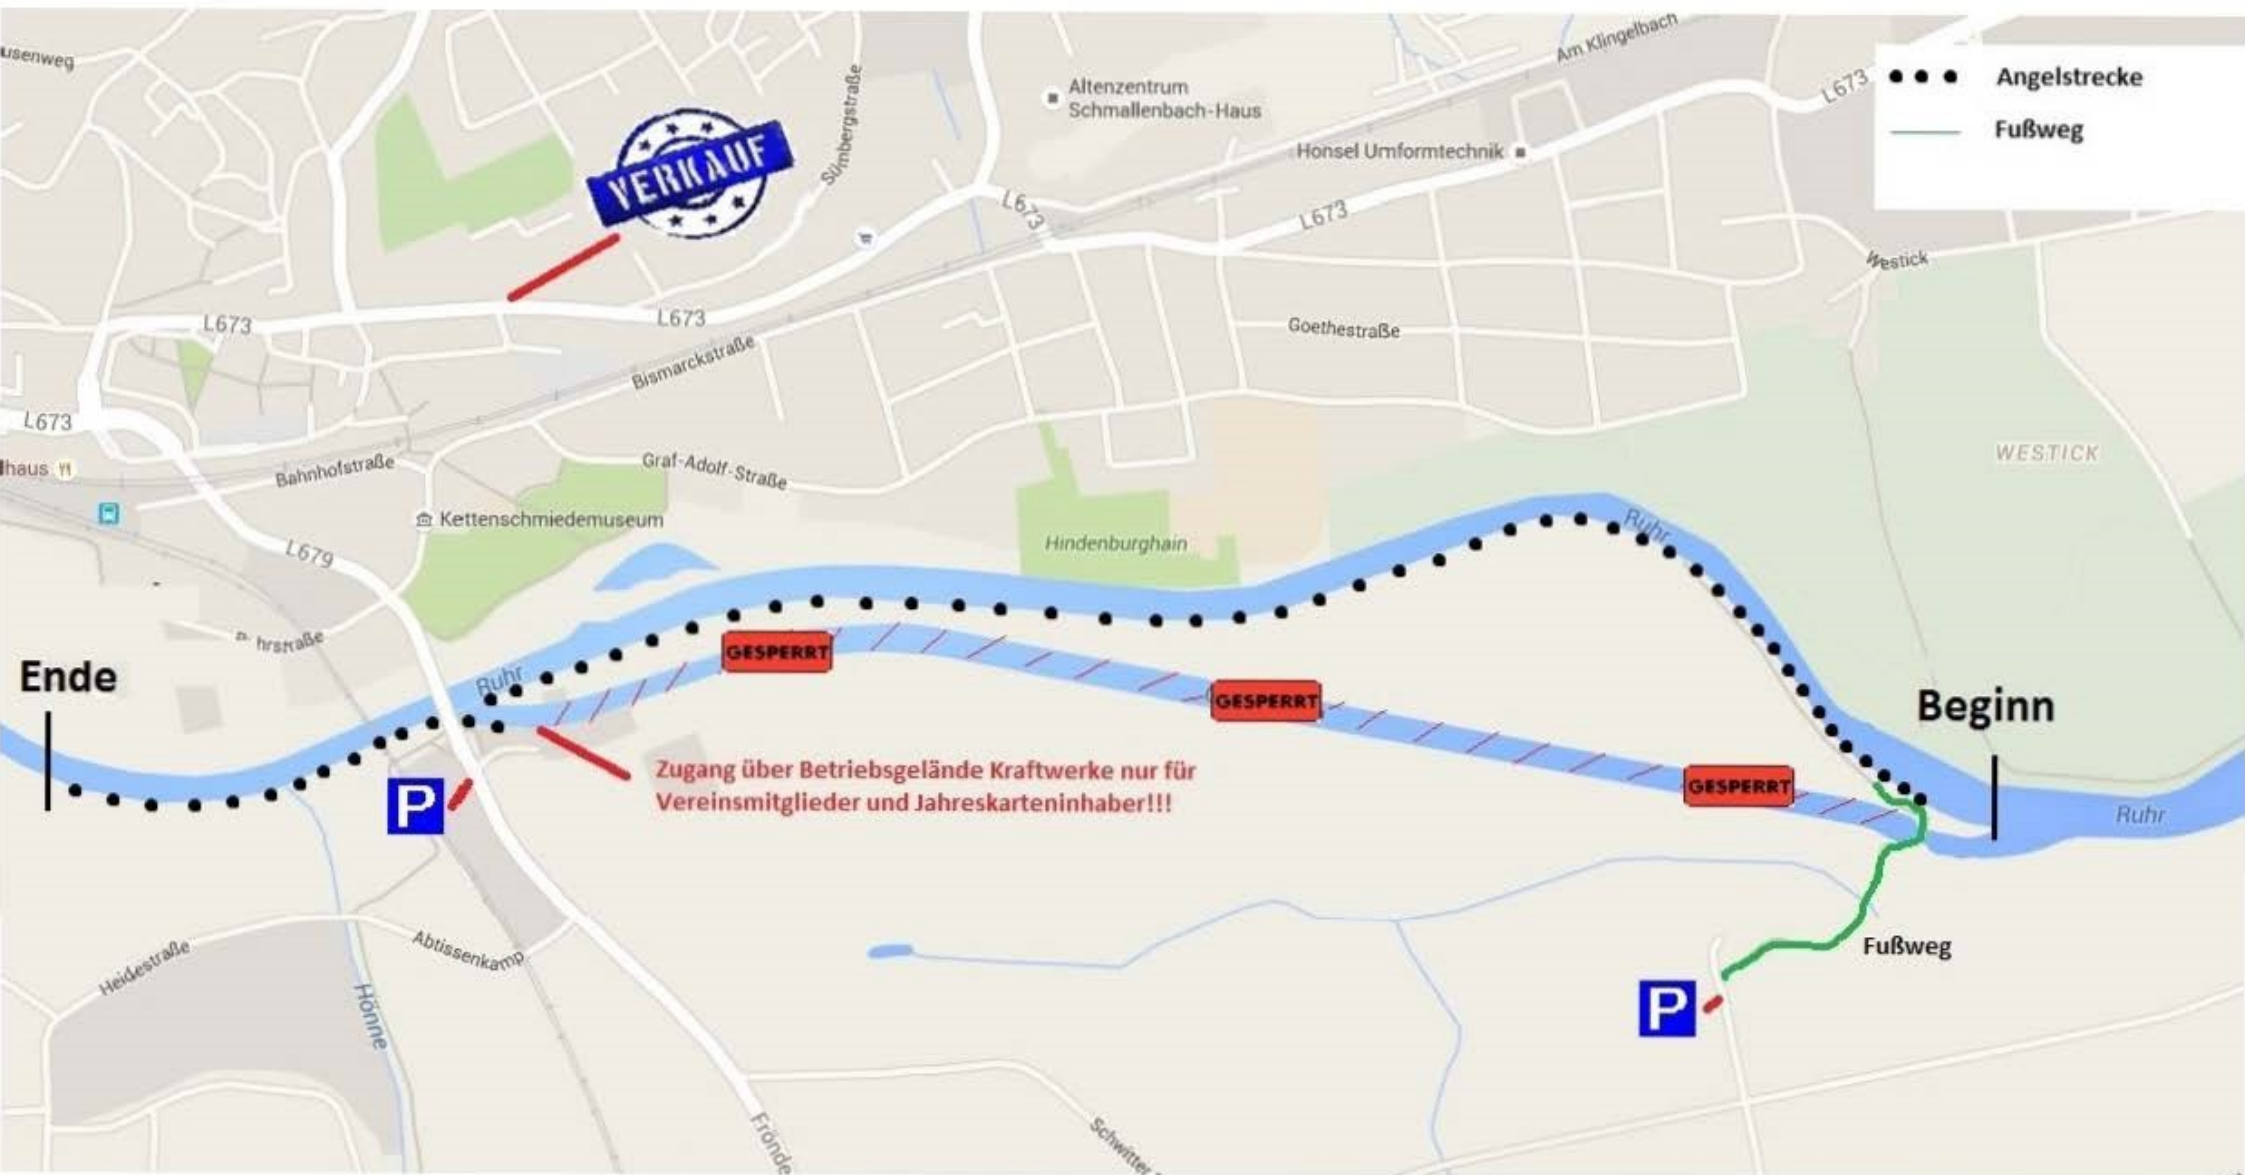 Am Klingelbach
L673
Angelstrecke
Fußweg
Altenzentrum
Schmallenbach-Haus
Sümbergstraße
VERKAUF
Honsel Umformtechnik
L673
L673
Westick
L673
L673
Goethestraße
Bismarckstraße
L673
WESTICK
Bahnhofstraße
Graf-Adolf-Straße
Kettenschmiedemuseum
Hindenburghain
Ruhr
L679
Ende
Ruhr
GESPERRT
GESPERRT
Beginn
GESPERRT
Zugang über Betriebsgelände Kraftwerke nur für
Vereinsmitglieder und Jahreskarteninhaber!!!
P
Ruhr
Heidestraße
Abtissenkamp
Fußweg
Hönne
P